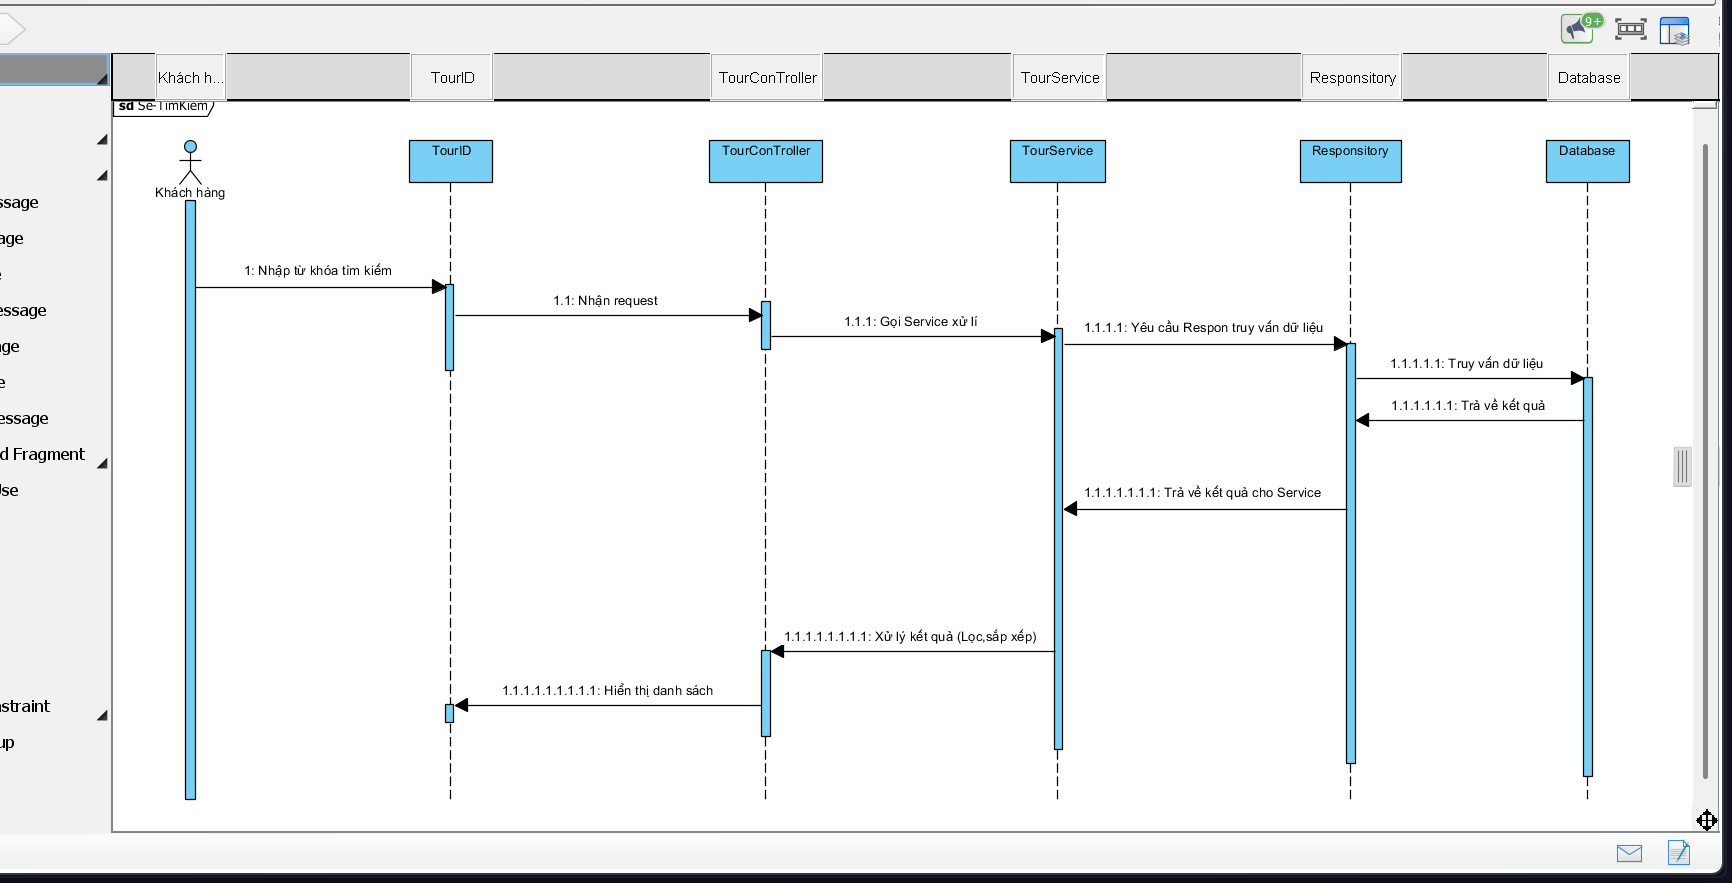 9+
Khách h...
TourID
TourConTroller
TourService
Responsitory
Database
sd Se-TimKiem
TourID
TourConTroller
TourService
Responsitory
Database
Khách hàng
ssage
age
e
essage
ge
e
essage
d Fragment
Use
straint
up
1: Nhập từ khóa tìm kiếm
1.1: Nhận request
1.1.1: Gọi Service xử lí
1.1.1.1: Yêu cầu Respon truy vấn dữ liệu
1.1.1.1.1: Truy vấn dữ liệu
1.1.1.1.1.1: Trả về kết quả
1.1.1.1.1.1.1: Trả về kết quả cho Service
1.1.1.1.1.1.1.1: Xử lý kết quả (Lọc,sắp xếp)
1.1.1.1.1.1.1.1.1: Hiển thị danh sách